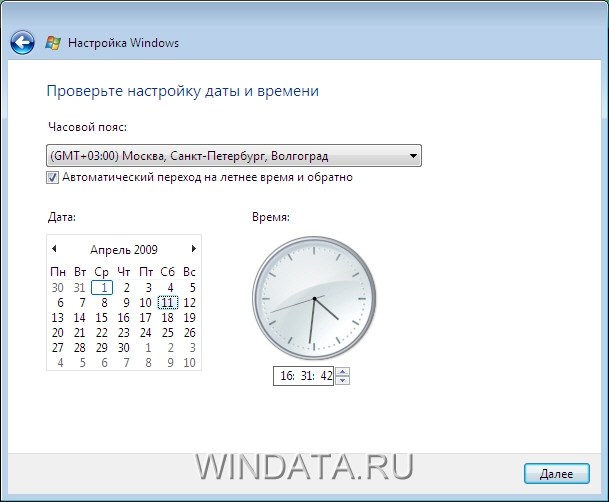 Настройка Windows
Проверьте настройку даты и времени
Часовой пояс:
(GMT+03:00) Москва, Санкт-Петербург, Волгоград
Автоматический переход на летнее время и обратно
Дата: Время:
Апрель 2009
Пн Вт Ср Чт Пт Сб Вс
30 31 1 2 3 4 5
6 7 8 9 10 11 12
13 14 15 16 17 18 19
20 21 22 23 24 25 26
27 28 29 30 1 2 3
4 5 6 7 8 9 10
16: 31: 42
WINDATA.RU
Далее